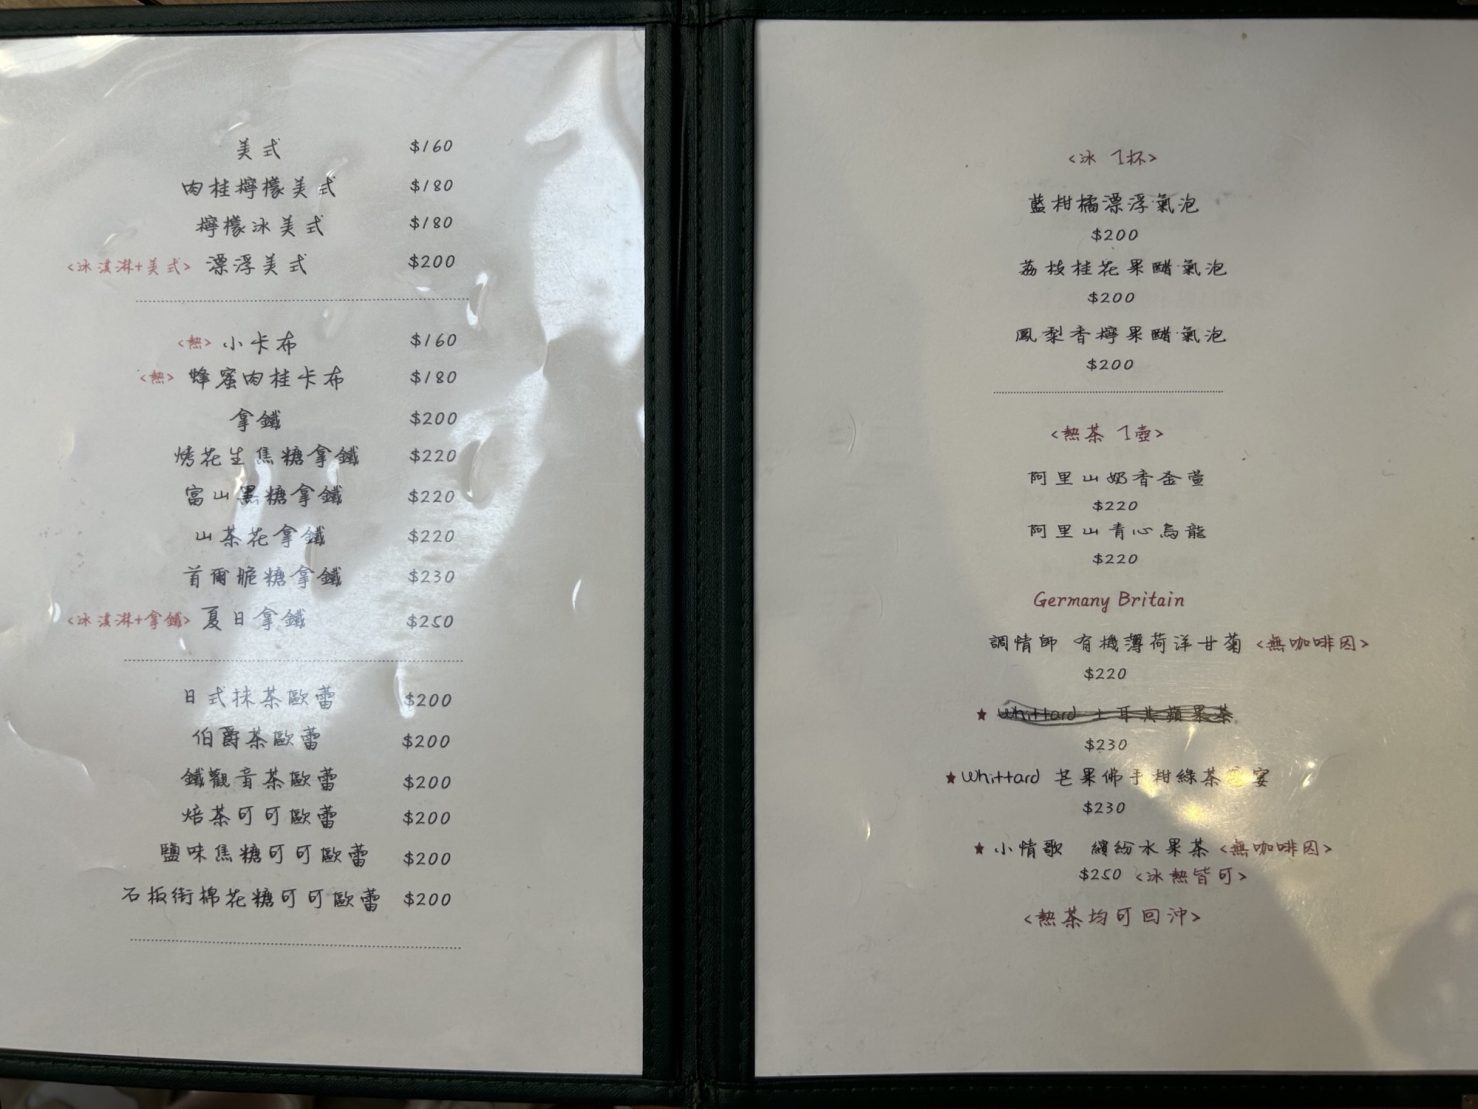 美式 $160
肉桂檸檬美式 $180
檸檬冰美式 $180
<冰淇淋+美式> 漂浮美式 $200
<熱> 小卡布 $160
<熱> 蜂蜜肉桂卡布 $180
拿鐵 $200
烤花生焦糖拿鐵 $220
富山黑糖拿鐵 $220
山茶花拿鐵 $220
首爾脆糖拿鐵 $230
<冰淇淋+拿鐵> 夏日拿鐵 $250
日式抹茶歐蕾 $200
伯爵茶歐蕾 $200
鐵觀音茶歐蕾 $200
焙茶可可歐蕾 $200
鹽味焦糖可可歐蕾 $200
石板街棉花糖可可歐蕾 $200
<冰 1杯>
藍柑橘漂浮氣泡
$200
荔枝桂花果醋氣泡
$200
鳳梨香檸果醋氣泡
$200
<熱茶 1壺>
阿里山奶香金萱
$220
阿里山青心烏龍
$220
Germany Britain
調情師 有機薄荷洋甘菊 <無咖啡因>
$220
★ Whittard 土耳其蘋果茶
$230
★ Whittard 芒果佛手柑綠茶 宴
$230
★ 小情歌 繽紛水果茶 <無咖啡因>
$250 <冰熱皆可>
<熱茶均可回沖>